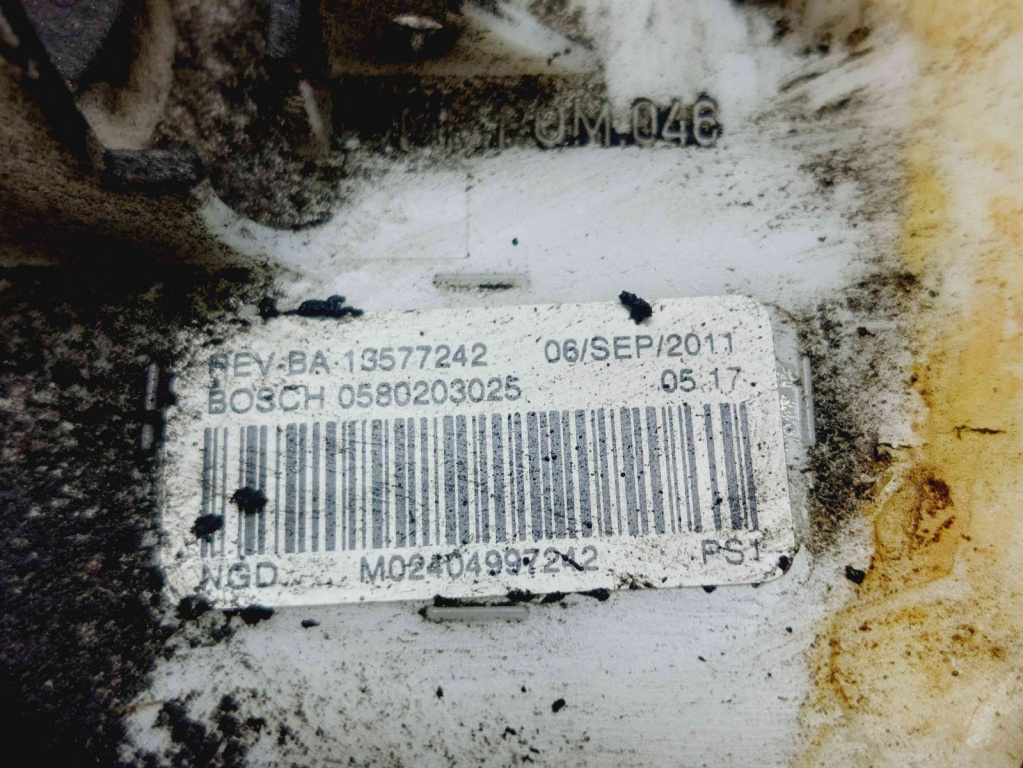 UM.046
REV-BA 13577242 06/SEP/2011
BOSCH 0580203025 05.17
NGD M02404997242 PS1